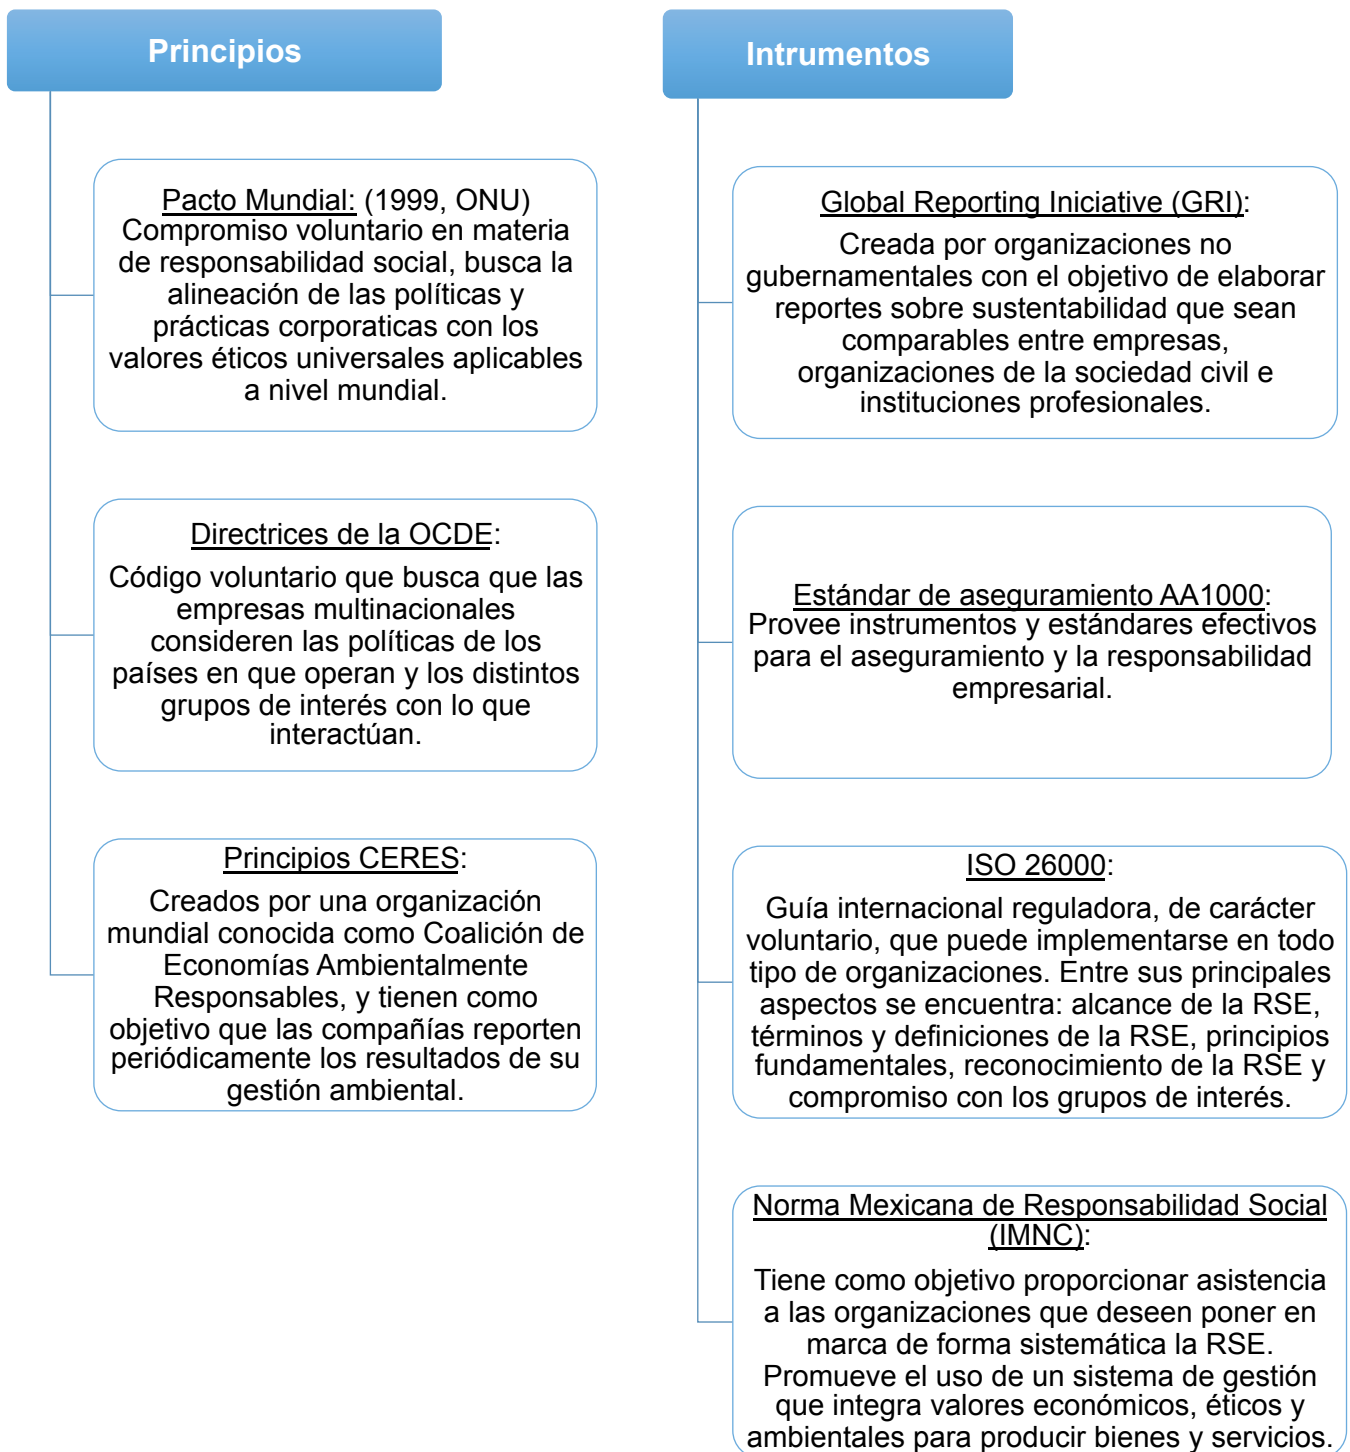 Principios
Pacto Mundial: (1999, ONU)
Compromiso voluntario en materia
de responsabilidad social, busca la
alineación de las políticas y
prácticas corporaticas con los
valores éticos universales aplicables
a nivel mundial.
Directrices de la OCDE:
Código voluntario que busca que las
empresas multinacionales
consideren las políticas de los
países en que operan y los distintos
grupos de interés con lo que
interactúan.
Principios CERES:
Creados por una organización
mundial conocida como Coalición de
Economías Ambientalmente
Responsables, y tienen como
objetivo que las compañías reporten
periódicamente los resultados de su
gestión ambiental.
Intrumentos
Global Reporting Iniciative (GRI):
Creada por organizaciones no
gubernamentales con el objetivo de elaborar
reportes sobre sustentabilidad que sean
comparables entre empresas,
organizaciones de la sociedad civil e
instituciones profesionales.
Estándar de aseguramiento AA1000:
Provee instrumentos y estándares efectivos
para el aseguramiento y la responsabilidad
empresarial.
ISO 26000:
Guía internacional reguladora, de carácter
voluntario, que puede implementarse en todo
tipo de organizaciones. Entre sus principales
aspectos se encuentra: alcance de la RSE,
términos y definiciones de la RSE, principios
fundamentales, reconocimiento de la RSE y
compromiso con los grupos de interés.
Norma Mexicana de Responsabilidad Social
(IMNC):
Tiene como objetivo proporcionar asistencia
a las organizaciones que deseen poner en
marca de forma sistemática la RSE.
Promueve el uso de un sistema de gestión
que integra valores económicos, éticos y
ambientales para producir bienes y servicios.